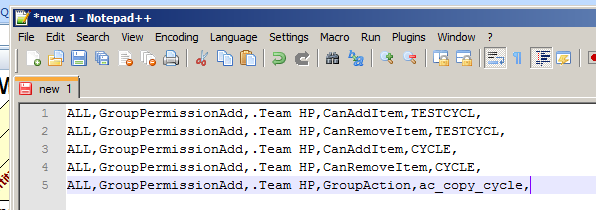 *new 1 - Notepad++
File Edit Search View Encoding Language Settings Macro Run Plugins Window ?
new 1
1 ALL,GroupPermissionAdd,.Team HP,CanAddItem,TESTCYCL,
2 ALL,GroupPermissionAdd,.Team HP,CanRemoveItem,TESTCYCL,
3 ALL,GroupPermissionAdd,.Team HP,CanAddItem,CYCLE,
4 ALL,GroupPermissionAdd,.Team HP,CanRemoveItem,CYCLE,
5 ALL,GroupPermissionAdd,.Team HP,GroupAction,ac_copy_cycle,